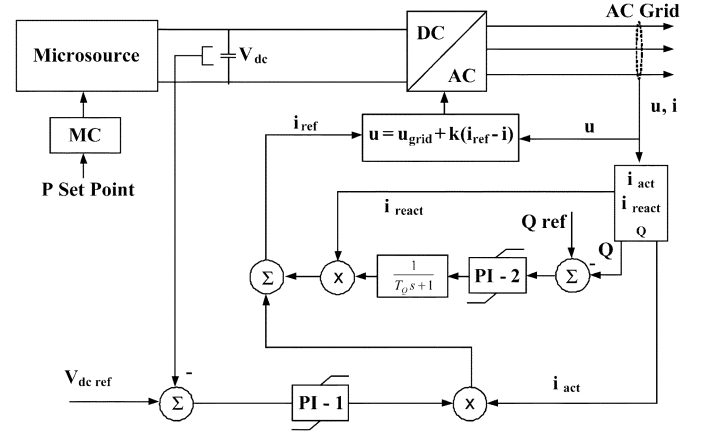 AC Grid
DC
AC
Microsource
V dc
u, i
MC
i ref
u = u grid + k(i ref - i)
u
P Set Point
i act
i react
Q
i react
Q ref
Q
-
Σ
X
1
T Q s + 1
PI - 2
Σ
V dc ref
-
Σ
PI - 1
X
i act